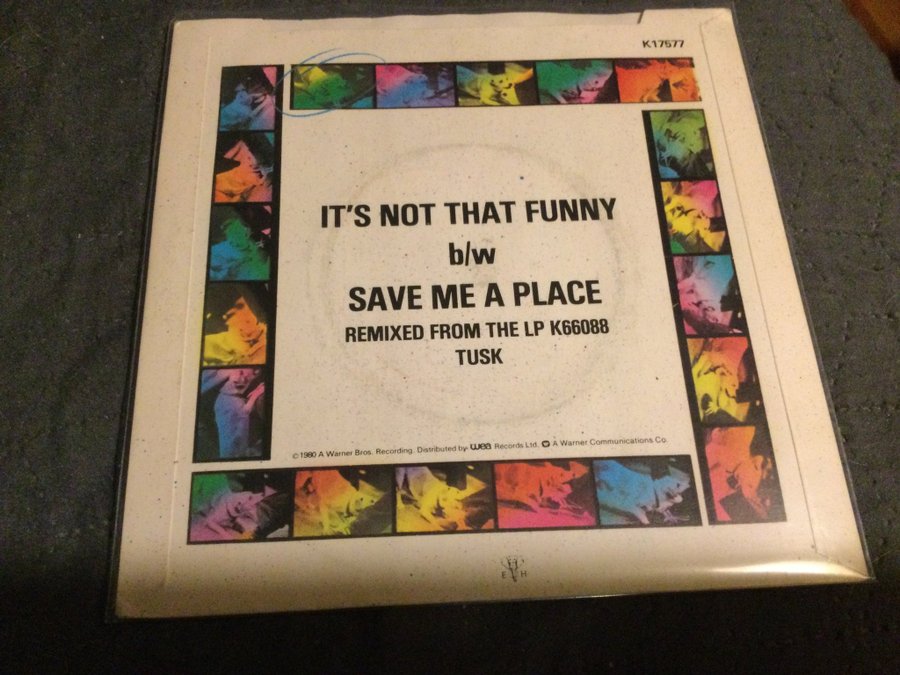 K17577
IT'S NOT THAT FUNNY
b/w
SAVE ME A PLACE
REMIXED FROM THE LP K66088
TUSK
©1980 A Warner Bros. Recording. Distributed by wea Records Ltd. A Warner Communications Co.
E H